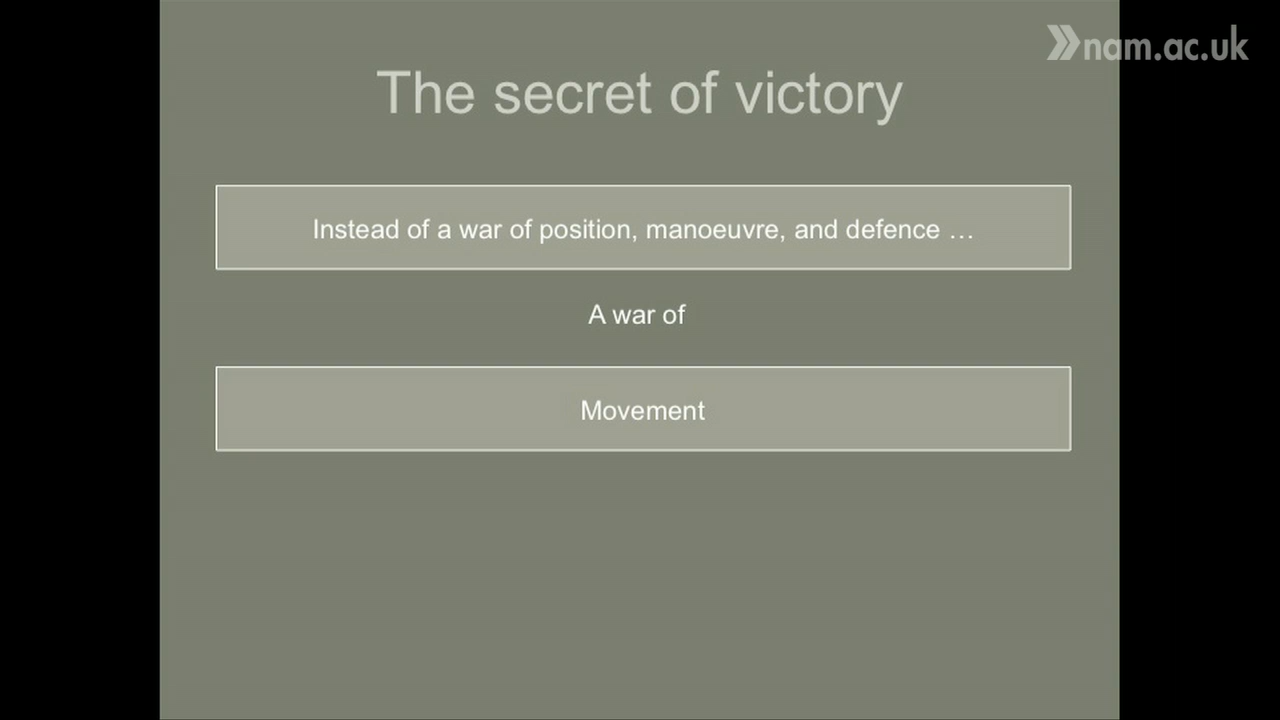 nam.ac.uk
The secret of victory
Instead of a war of position, manoeuvre, and defence …
A war of
Movement